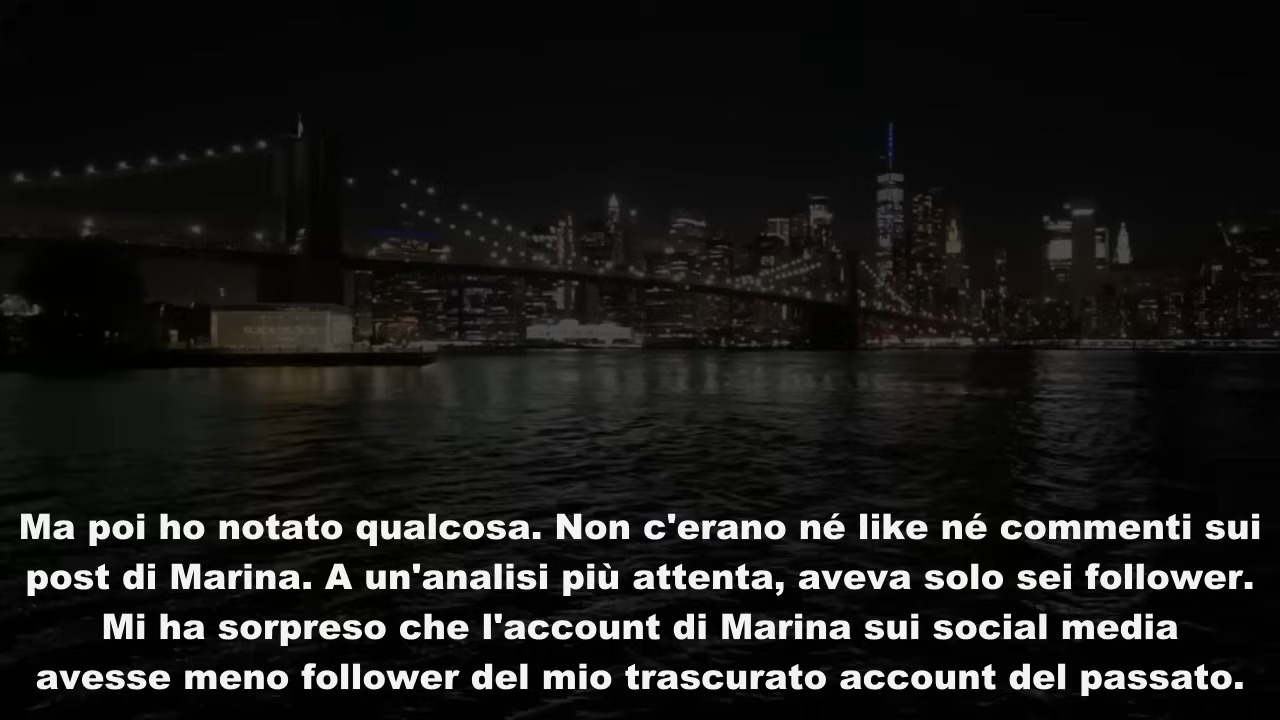 Ma poi ho notato qualcosa. Non c'erano né like né commenti sui
post di Marina. A un'analisi più attenta, aveva solo sei follower.
Mi ha sorpreso che l'account di Marina sui social media
avesse meno follower del mio trascurato account del passato.